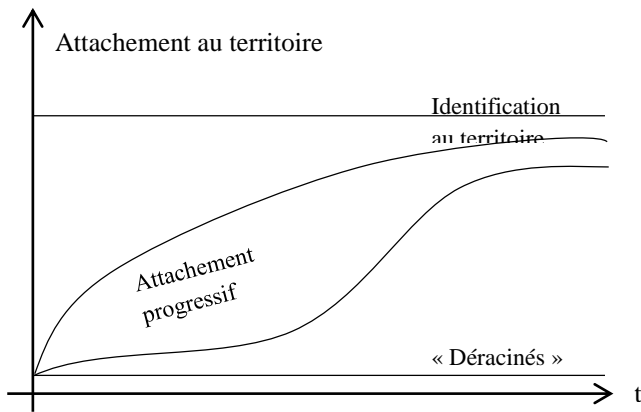 Attachement au territoire
Identification
au territoire
Attachement
progressif
« Déracinés »
t